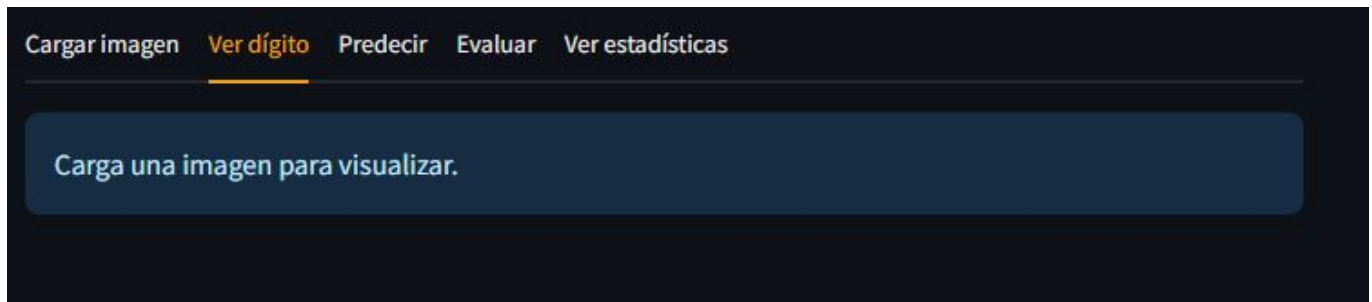 Cargar imagen Ver dígito Predecir Evaluar Ver estadísticas
Carga una imagen para visualizar.